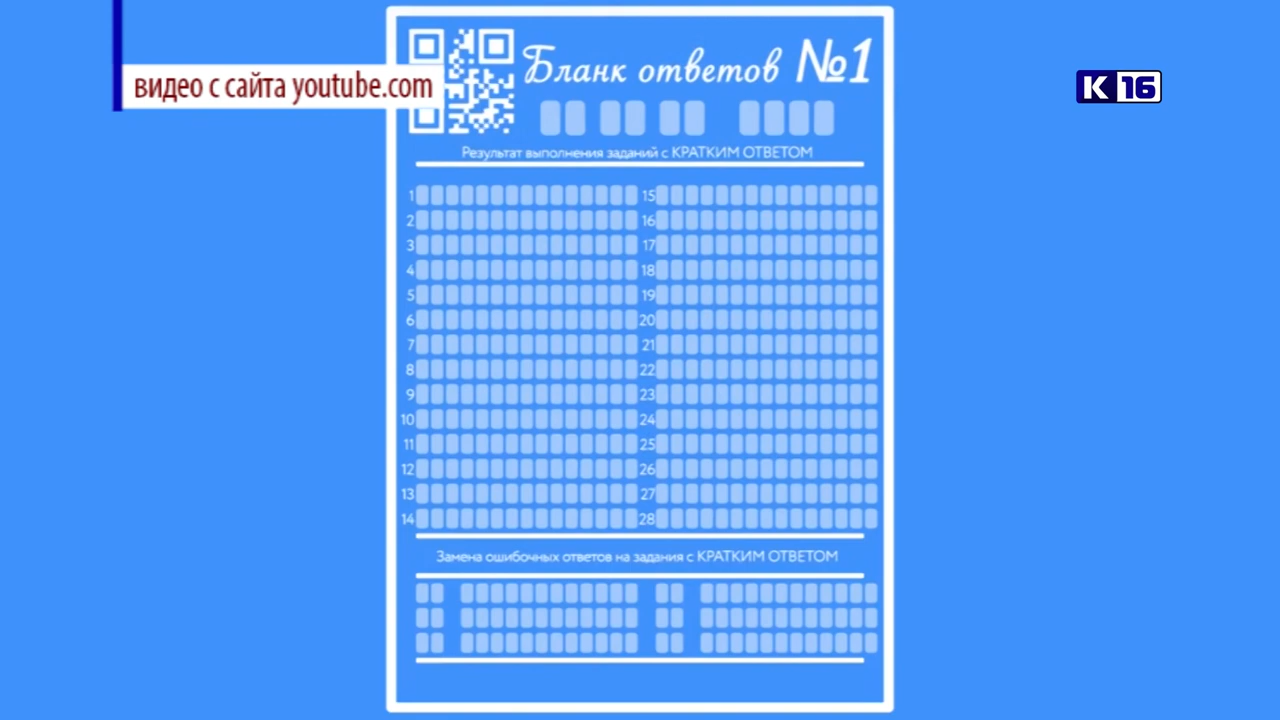 видео с сайта youtube.com
K 16
Бланк ответов №1
Результат выполнения заданий с КРАТКИМ ОТВЕТОМ
1 15
2 16
3 17
4 18
5 19
6 20
7 21
8 22
9 23
10 24
11 25
12 26
13 27
14 28
Замена ошибочных ответов на задания с КРАТКИМ ОТВЕТОМ